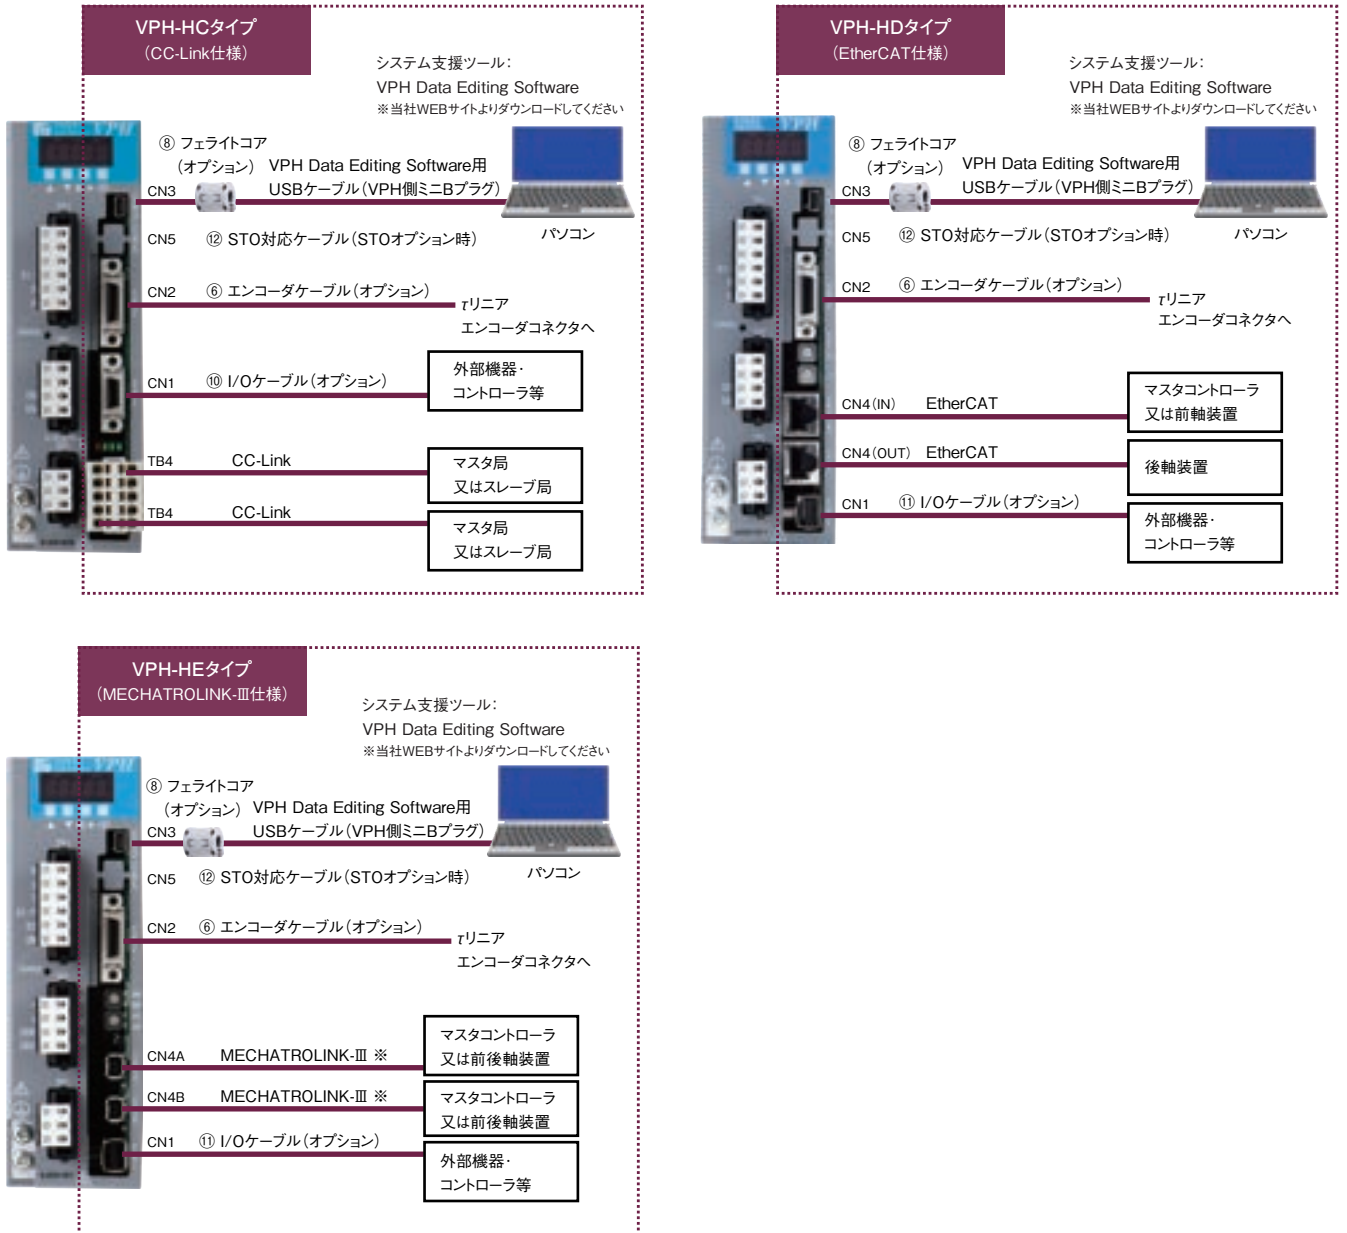 VPH-HCタイプ
（CC-Link仕様）
システム支援ツール：
VPH Data Editing Software
※当社WEBサイトよりダウンロードしてください
⑧ フェライトコア
（オプション）
VPH Data Editing Software用
USBケーブル（VPH側ミニBプラグ）
CN3
パソコン
CN5 ⑫ STO対応ケーブル（STOオプション時）
CN2 ⑥ エンコーダケーブル（オプション）
τリニア
エンコーダコネクタへ
CN1 ⑩ I/Oケーブル（オプション）
外部機器・
コントローラ等
TB4 CC-Link
マスタ局
又はスレーブ局
TB4 CC-Link
マスタ局
又はスレーブ局
VPH-HDタイプ
（EtherCAT仕様）
システム支援ツール：
VPH Data Editing Software
※当社WEBサイトよりダウンロードしてください
⑧ フェライトコア
（オプション）
VPH Data Editing Software用
USBケーブル（VPH側ミニBプラグ）
CN3
パソコン
CN5 ⑫ STO対応ケーブル（STOオプション時）
CN2 ⑥ エンコーダケーブル（オプション）
τリニア
エンコーダコネクタへ
CN4（IN） EtherCAT
マスタコントローラ
又は前軸装置
CN4（OUT） EtherCAT
後軸装置
CN1 ⑪ I/Oケーブル（オプション）
外部機器・
コントローラ等
VPH-HEタイプ
（MECHATROLINK-Ⅲ仕様）
システム支援ツール：
VPH Data Editing Software
※当社WEBサイトよりダウンロードしてください
⑧ フェライトコア
（オプション）
VPH Data Editing Software用
USBケーブル（VPH側ミニBプラグ）
CN3
パソコン
CN5 ⑫ STO対応ケーブル（STOオプション時）
CN2 ⑥ エンコーダケーブル（オプション）
τリニア
エンコーダコネクタへ
CN4A MECHATROLINK-Ⅲ ※
マスタコントローラ
又は前後軸装置
CN4B MECHATROLINK-Ⅲ ※
マスタコントローラ
又は前後軸装置
CN1 ⑪ I/Oケーブル（オプション）
外部機器・
コントローラ等